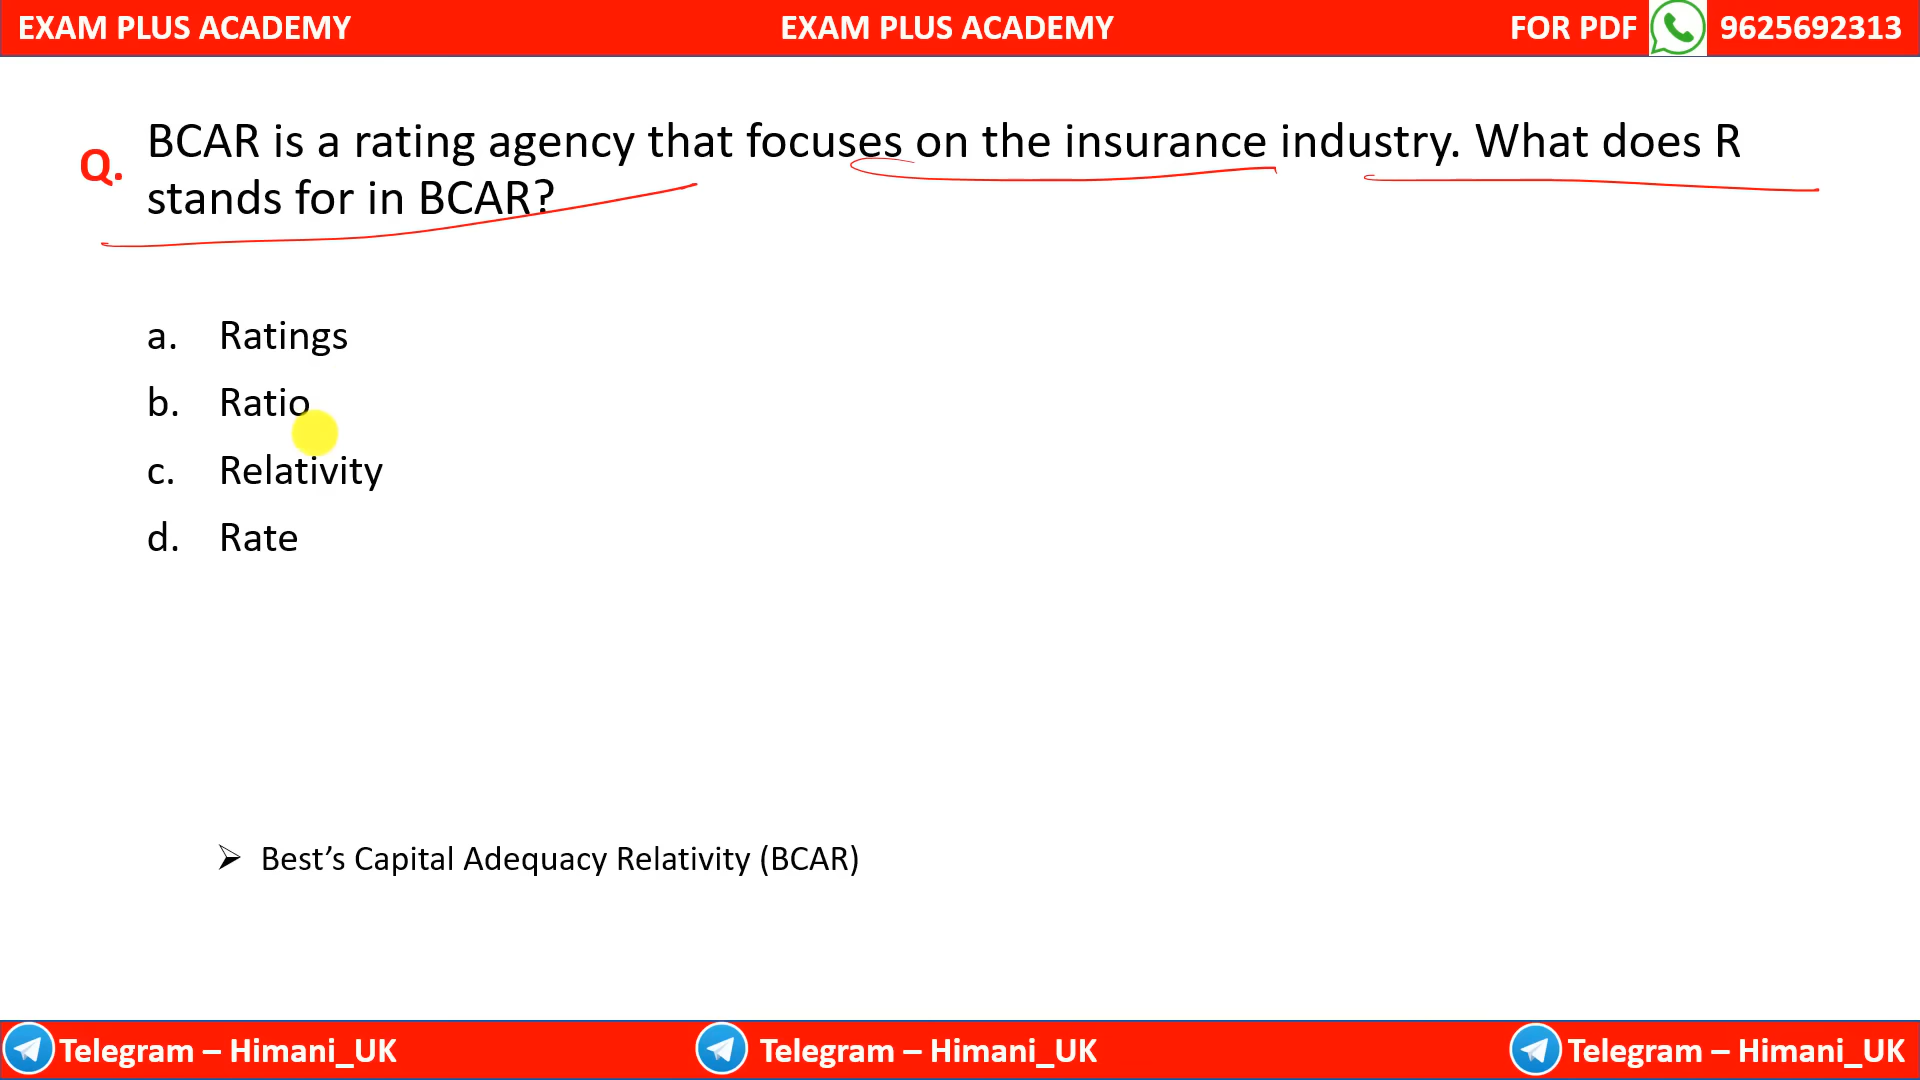 EXAM PLUS ACADEMY EXAM PLUS ACADEMY FOR PDF 9625692313
Q. BCAR is a rating agency that focuses on the insurance industry. What does R
stands for in BCAR?
a. Ratings
b. Ratio
c. Relativity
d. Rate
➢ Best’s Capital Adequacy Relativity (BCAR)
Telegram – Himani_UK Telegram – Himani_UK Telegram – Himani_UK